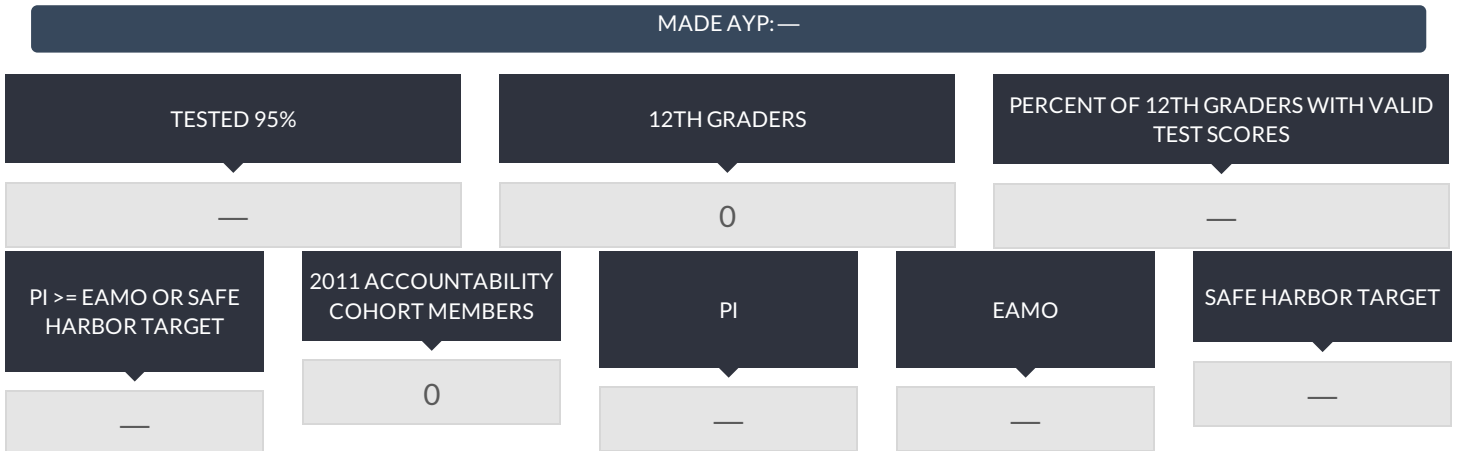 MADE AYP: —
TESTED 95%
12TH GRADERS
PERCENT OF 12TH GRADERS WITH VALID
TEST SCORES
—
0
—
PI >= EAMO OR SAFE
HARBOR TARGET
2011 ACCOUNTABILITY
COHORT MEMBERS
PI
EAMO
SAFE HARBOR TARGET
—
0
—
—
—